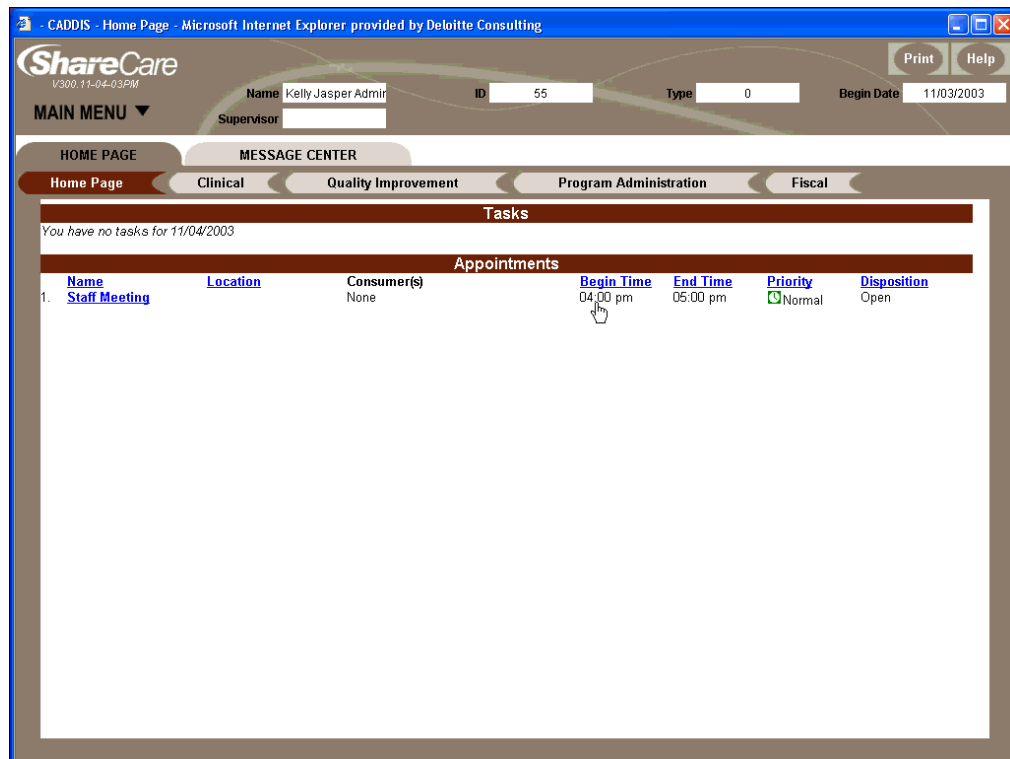 - CADDIS - Home Page - Microsoft Internet Explorer provided by Deloitte Consulting
ShareCare
Print Help
V300.11-04-03PM
Name Kelly Jasper Admir ID 55 Type 0 Begin Date 11/03/2003
MAIN MENU ▼
Supervisor
HOME PAGE MESSAGE CENTER
Home Page Clinical Quality Improvement Program Administration Fiscal
Tasks
You have no tasks for 11/04/2003
Appointments
Name Location Consumer(s) Begin Time End Time Priority Disposition
1. Staff Meeting None 04:00 pm 05:00 pm Normal Open